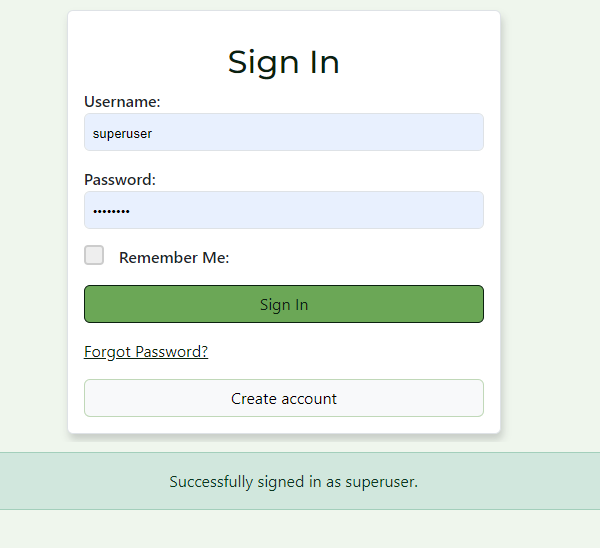 Sign In
Username:
superuser
Password:
••••••••
Remember Me:
Sign In
Forgot Password?
Create account
Successfully signed in as superuser.